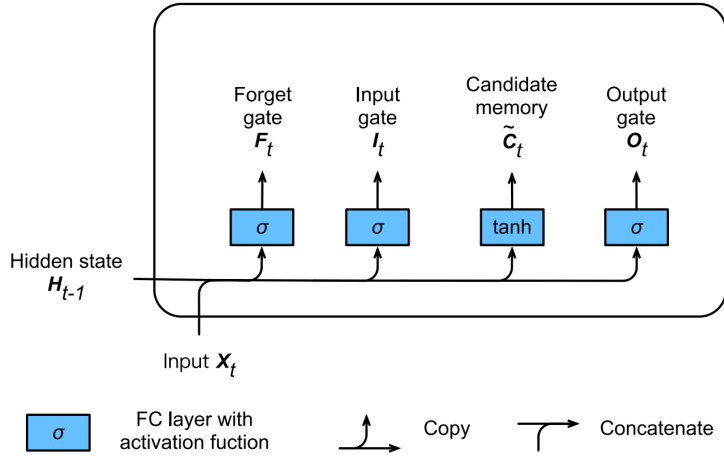 Forget
gate
F_t
Input
gate
I_t
Candidate
memory
C̃_t
Output
gate
O_t
σ
σ
tanh
σ
Hidden state
H_{t-1}
Input X_t
σ
FC layer with
activation fuction
Copy
Concatenate